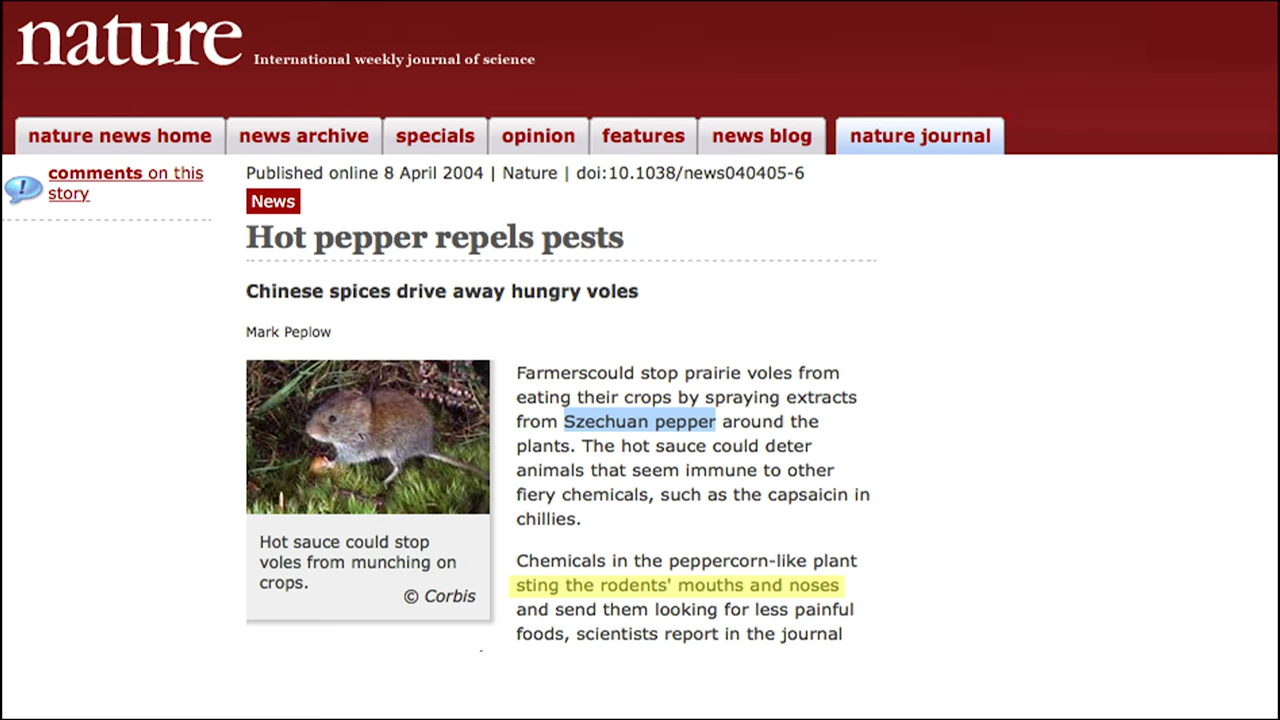 nature
International weekly journal of science
nature news home
news archive
specials
opinion
features
news blog
nature journal
comments on this
story
Published online 8 April 2004 | Nature | doi:10.1038/news040405-6
News
Hot pepper repels pests
Chinese spices drive away hungry voles
Mark Peplow
Hot sauce could stop
voles from munching on
crops.
© Corbis
Farmerscould stop prairie voles from
eating their crops by spraying extracts
from Szechuan pepper around the
plants. The hot sauce could deter
animals that seem immune to other
fiery chemicals, such as the capsaicin in
chillies.
Chemicals in the peppercorn-like plant
sting the rodents' mouths and noses
and send them looking for less painful
foods, scientists report in the journal